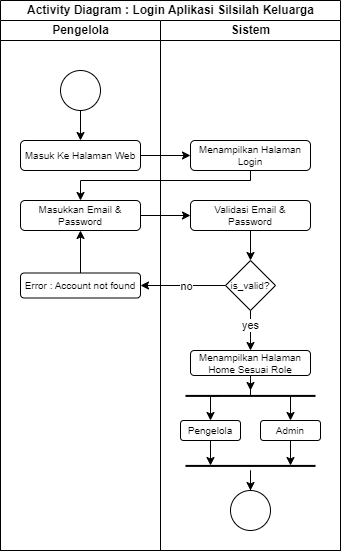 Activity Diagram : Login Aplikasi Silsilah Keluarga
Pengelola
Sistem
Masuk Ke Halaman Web
Menampilkan Halaman
Login
Masukkan Email &
Password
Validasi Email &
Password
Error : Account not found
no
is_valid?
yes
Menampilkan Halaman
Home Sesuai Role
Pengelola
Admin